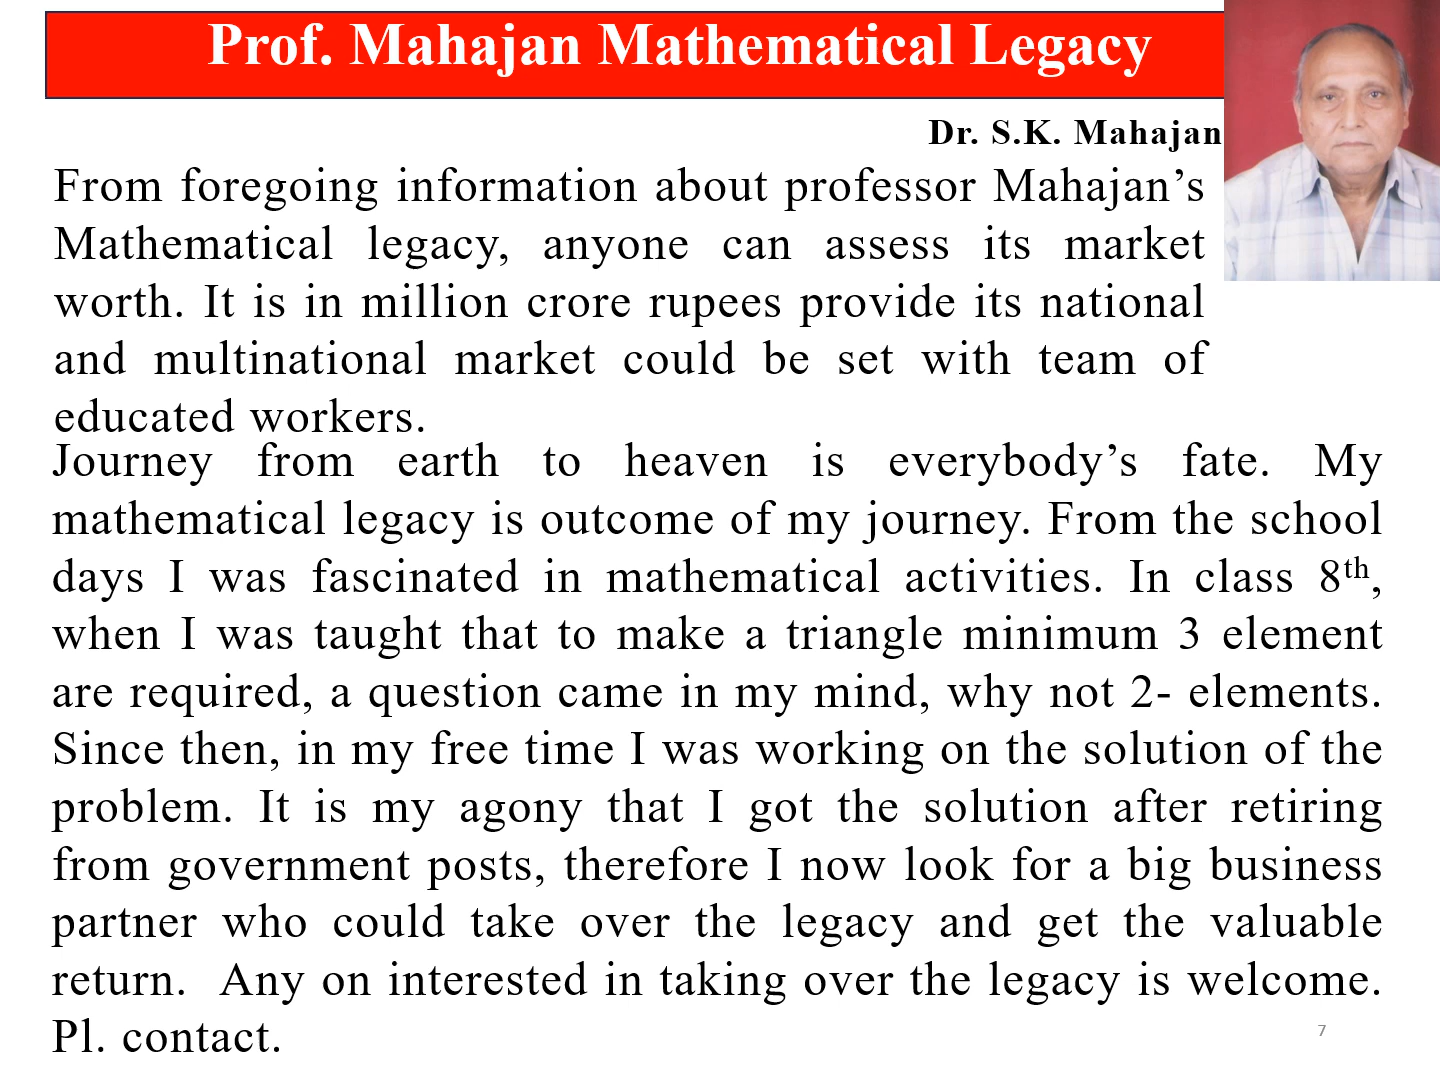 Prof. Mahajan Mathematical Legacy
Dr. S.K. Mahajan
From foregoing information about professor Mahajan’s
Mathematical legacy, anyone can assess its market
worth. It is in million crore rupees provide its national
and multinational market could be set with team of
educated workers.
Journey from earth to heaven is everybody’s fate. My
mathematical legacy is outcome of my journey. From the school
days I was fascinated in mathematical activities. In class 8th,
when I was taught that to make a triangle minimum 3 element
are required, a question came in my mind, why not 2- elements.
Since then, in my free time I was working on the solution of the
problem. It is my agony that I got the solution after retiring
from government posts, therefore I now look for a big business
partner who could take over the legacy and get the valuable
return.  Any on interested in taking over the legacy is welcome.
Pl. contact.
7